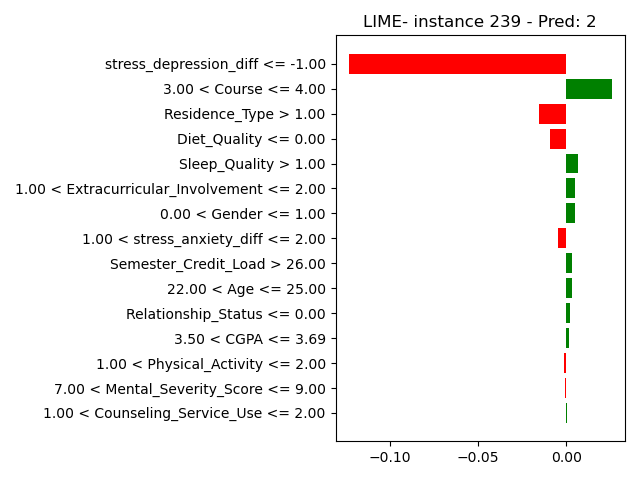 LIME- instance 239 - Pred: 2
stress_depression_diff <= -1.00
3.00 < Course <= 4.00
Residence_Type > 1.00
Diet_Quality <= 0.00
Sleep_Quality > 1.00
1.00 < Extracurricular_Involvement <= 2.00
0.00 < Gender <= 1.00
1.00 < stress_anxiety_diff <= 2.00
Semester_Credit_Load > 26.00
22.00 < Age <= 25.00
Relationship_Status <= 0.00
3.50 < CGPA <= 3.69
1.00 < Physical_Activity <= 2.00
7.00 < Mental_Severity_Score <= 9.00
1.00 < Counseling_Service_Use <= 2.00
−0.10 −0.05 0.00